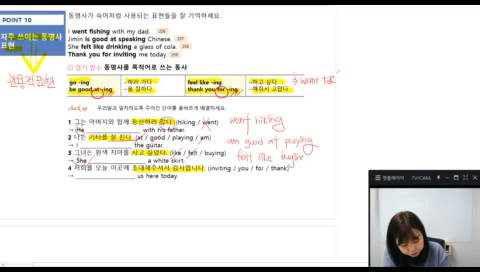 POINT 10
자주 쓰이는 동명사 표현
관용적표현
동명사가 숙어처럼 사용되는 표현들을 잘 기억하세요.
I went fishing with my dad. 236
Jimin is good at speaking Chinese. 237
She felt like drinking a glass of cola. 238
Thank you for inviting me today. 239
동명사를 목적어로 쓰는 동사
go -ing ~하러 가다 feel like -ing ~하고 싶다
be good at -ing ~을 잘하다 thank you for -ing ~해줘서 고맙다
check up 우리말과 일치하도록 주어진 단어를 올바르게 배열하세요.
1 그는 아버지와 함께 등산하러 갔다. (hiking / went)
→ He with his father.
went hiking
2 나는 기타를 잘 친다. (at / good / playing / am)
→ I the guitar.
am good at playing
3 그녀는 흰색 치마를 사고 싶었다. (like / felt / buying)
→ She a white skirt.
felt like buying
4 저희를 오늘 이곳에 초대해주셔서 감사합니다. (inviting / you / for / thank)
→ us here today.